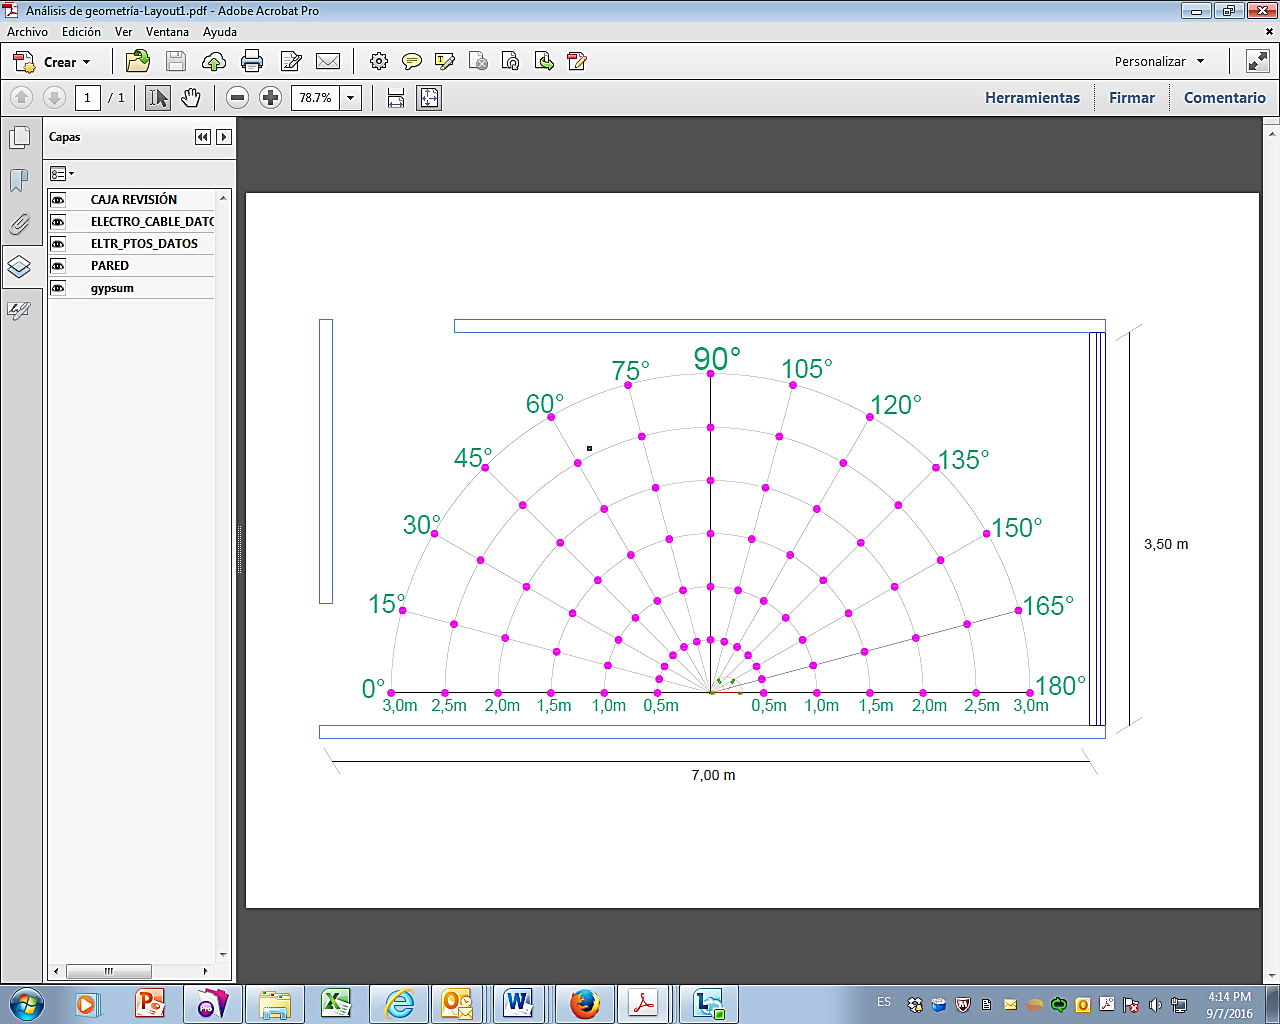 Análisis de geometría-Layout1.pdf - Adobe Acrobat Pro
Archivo Edición Ver Ventana Ayuda
Crear
Personalizar
1 / 1
78.7%
Herramientas Firmar Comentario
Capas
CAJA REVISIÓN
ELECTRO_CABLE_DATO
ELTR_PTOS_DATOS
PARED
gypsum
90°
75° 105°
60° 120°
45° 135°
30° 150°
3,50 m
15° 165°
0° 180°
3,0m 2,5m 2,0m 1,5m 1,0m 0,5m 0,5m 1,0m 1,5m 2,0m 2,5m 3,0m
7,00 m
ES
4:14 PM
9/7/2016